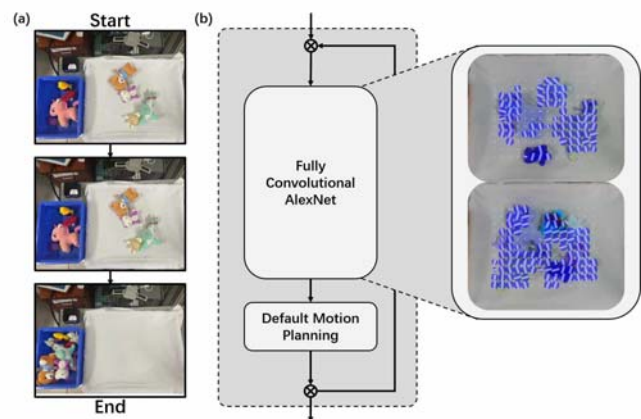 (a)
Start
End
(b)
Fully
Convolutional
AlexNet
Default Motion
Planning